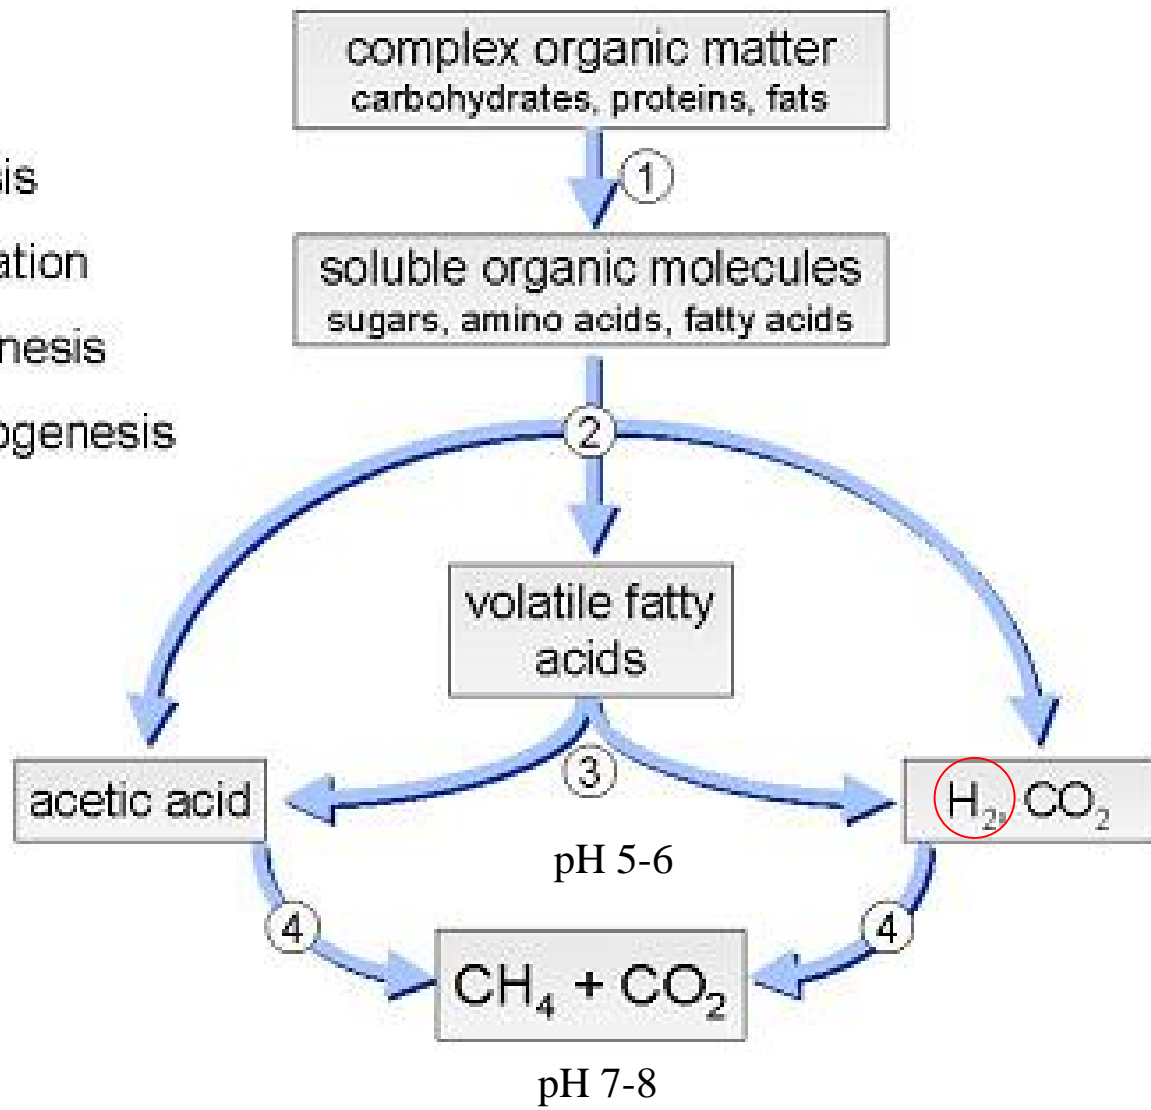 complex organic matter
carbohydrates, proteins, fats
sis
ation
nesis
ogenesis
1
soluble organic molecules
sugars, amino acids, fatty acids
2
volatile fatty
acids
3
acetic acid
H₂, CO₂
pH 5-6
4
4
CH₄ + CO₂
pH 7-8